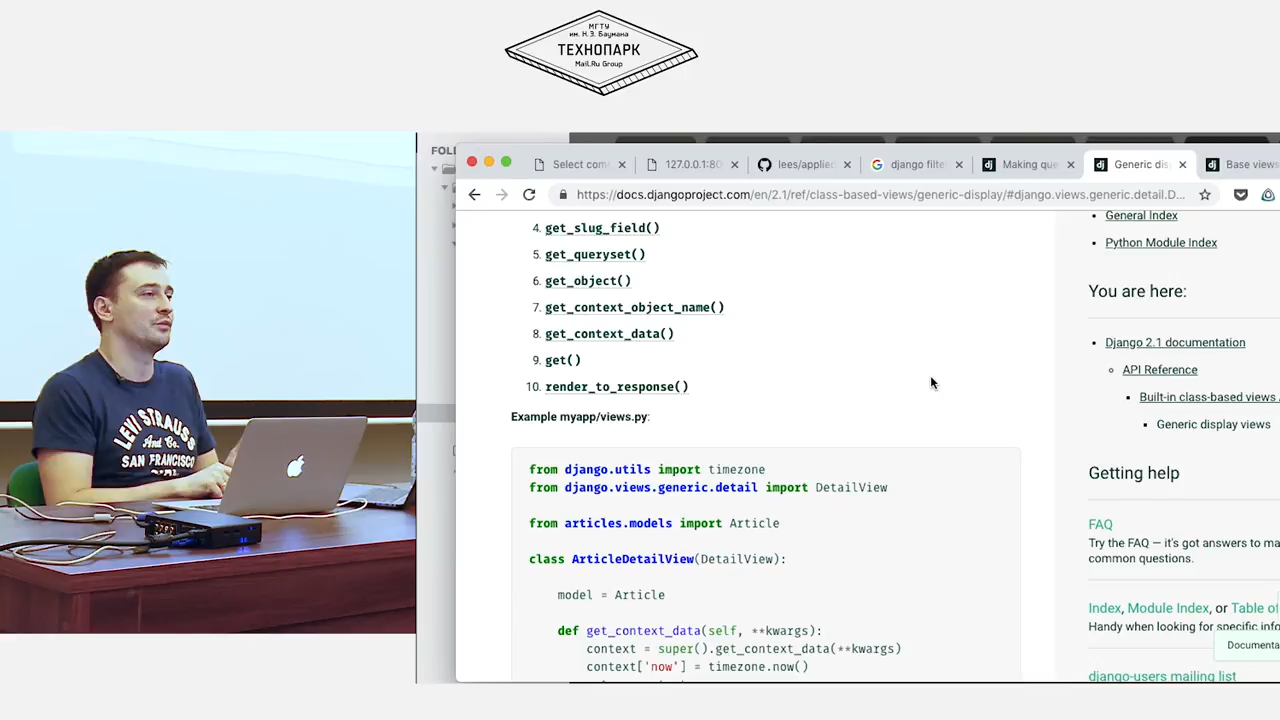 МГТУ
им. Н.Э. Баумана
ТЕХНОПАРК
Mail.Ru Group
LEVI STRAUSS
And Co.
SAN FRANCISCO
FOL
Select com
127.0.0.1:80
lees/applied
django filte
Making que
Generic dis
Base views
https://docs.djangoproject.com/en/2.1/ref/class-based-views/generic-display/#django.views.generic.detail.D...
4. get_slug_field()
5. get_queryset()
6. get_object()
7. get_context_object_name()
8. get_context_data()
9. get()
10. render_to_response()
Example myapp/views.py:
from django.utils import timezone
from django.views.generic.detail import DetailView
from articles.models import Article
class ArticleDetailView(DetailView):
model = Article
def get_context_data(self, **kwargs):
context = super().get_context_data(**kwargs)
context['now'] = timezone.now()
General Index
Python Module Index
You are here:
Django 2.1 documentation
API Reference
Built-in class-based views
Generic display views
Getting help
FAQ
Try the FAQ — it's got answers to ma
common questions.
Index, Module Index, or Table of
Handy when looking for specific info
Documenta
django-users mailing list